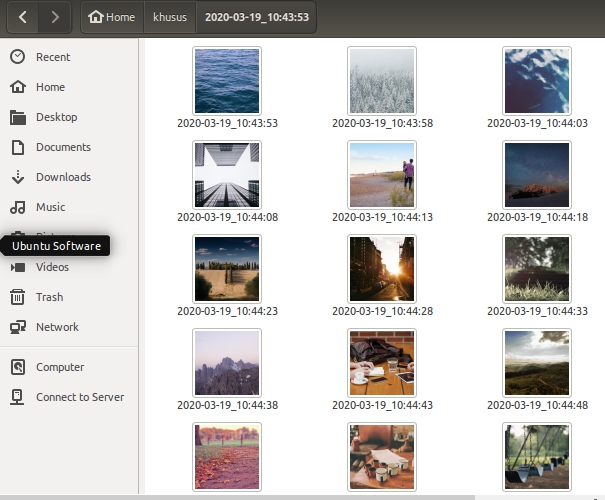 Home khusus 2020-03-19_10:43:53
Recent
Home
Desktop
Documents
Downloads
Music
Ubuntu Software
Videos
Trash
Network
Computer
Connect to Server
2020-03-19_10:43:53 2020-03-19_10:43:58 2020-03-19_10:44:03
2020-03-19_10:44:08 2020-03-19_10:44:13 2020-03-19_10:44:18
2020-03-19_10:44:23 2020-03-19_10:44:28 2020-03-19_10:44:33
2020-03-19_10:44:38 2020-03-19_10:44:43 2020-03-19_10:44:48